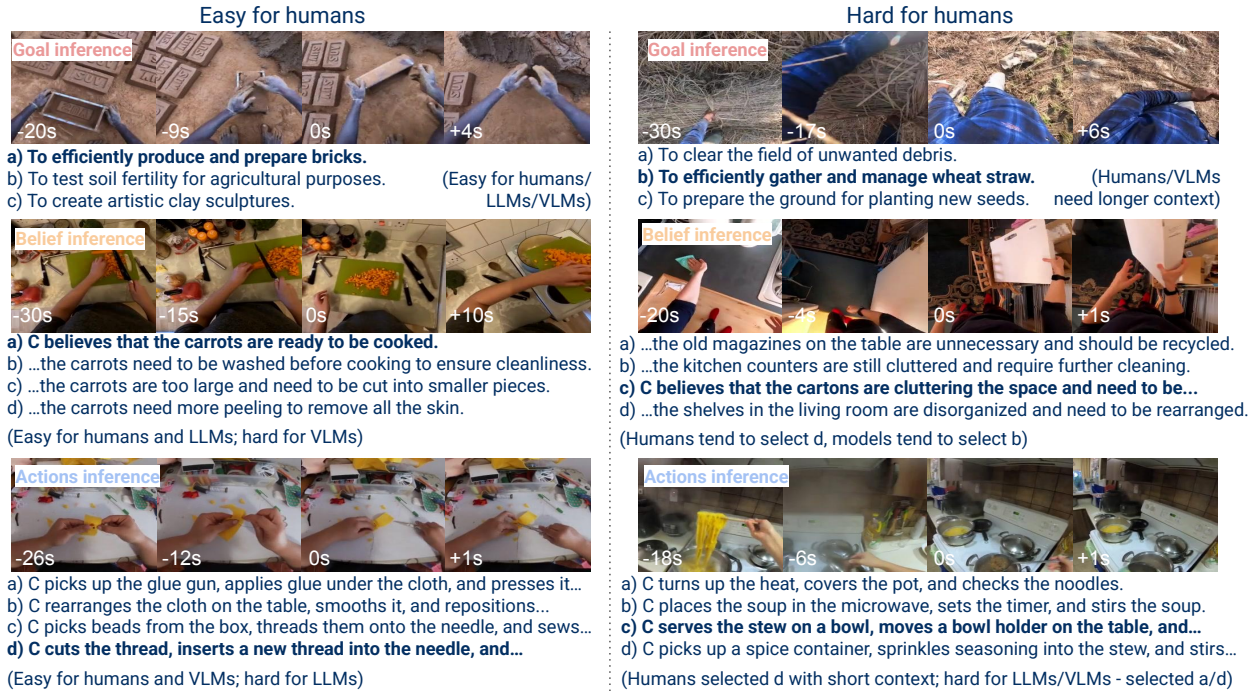 Easy for humans
Goal inference
-20s -9s 0s +4s
a) To efficiently produce and prepare bricks.
b) To test soil fertility for agricultural purposes. (Easy for humans/
c) To create artistic clay sculptures. LLMs/VLMs)
Belief inference
-30s -15s 0s +10s
a) C believes that the carrots are ready to be cooked.
b) ...the carrots need to be washed before cooking to ensure cleanliness.
c) ...the carrots are too large and need to be cut into smaller pieces.
d) ...the carrots need more peeling to remove all the skin.
(Easy for humans and LLMs; hard for VLMs)
Actions inference
-26s -12s 0s +1s
a) C picks up the glue gun, applies glue under the cloth, and presses it...
b) C rearranges the cloth on the table, smooths it, and repositions...
c) C picks beads from the box, threads them onto the needle, and sews...
d) C cuts the thread, inserts a new thread into the needle, and...
(Easy for humans and VLMs; hard for LLMs)
Hard for humans
Goal inference
-30s -17s 0s +6s
a) To clear the field of unwanted debris.
b) To efficiently gather and manage wheat straw. (Humans/VLMs
c) To prepare the ground for planting new seeds. need longer context)
Belief inference
-20s -4s 0s +1s
a) ...the old magazines on the table are unnecessary and should be recycled.
b) ...the kitchen counters are still cluttered and require further cleaning.
c) C believes that the cartons are cluttering the space and need to be...
d) ...the shelves in the living room are disorganized and need to be rearranged.
(Humans tend to select d, models tend to select b)
Actions inference
-18s -6s 0s +1s
a) C turns up the heat, covers the pot, and checks the noodles.
b) C places the soup in the microwave, sets the timer, and stirs the soup.
c) C serves the stew on a bowl, moves a bowl holder on the table, and...
d) C picks up a spice container, sprinkles seasoning into the stew, and stirs...
(Humans selected d with short context; hard for LLMs/VLMs - selected a/d)